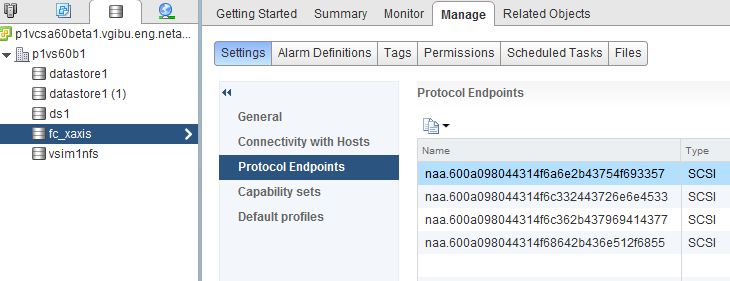 p1vcsa60beta1.vgibu.eng.neta...
p1vs60b1
datastore1
datastore1 (1)
ds1
fc_xaxis
vsim1nfs
Getting Started Summary Monitor Manage Related Objects
Settings Alarm Definitions Tags Permissions Scheduled Tasks Files
General
Connectivity with Hosts
Protocol Endpoints
Capability sets
Default profiles
Protocol Endpoints
Name Type
naa.600a098044314f6a6e2b43754f693357 SCSI
naa.600a098044314f6c332443726e6e4533 SCSI
naa.600a098044314f6c362b437969414377 SCSI
naa.600a098044314f68642b436e512f6855 SCSI